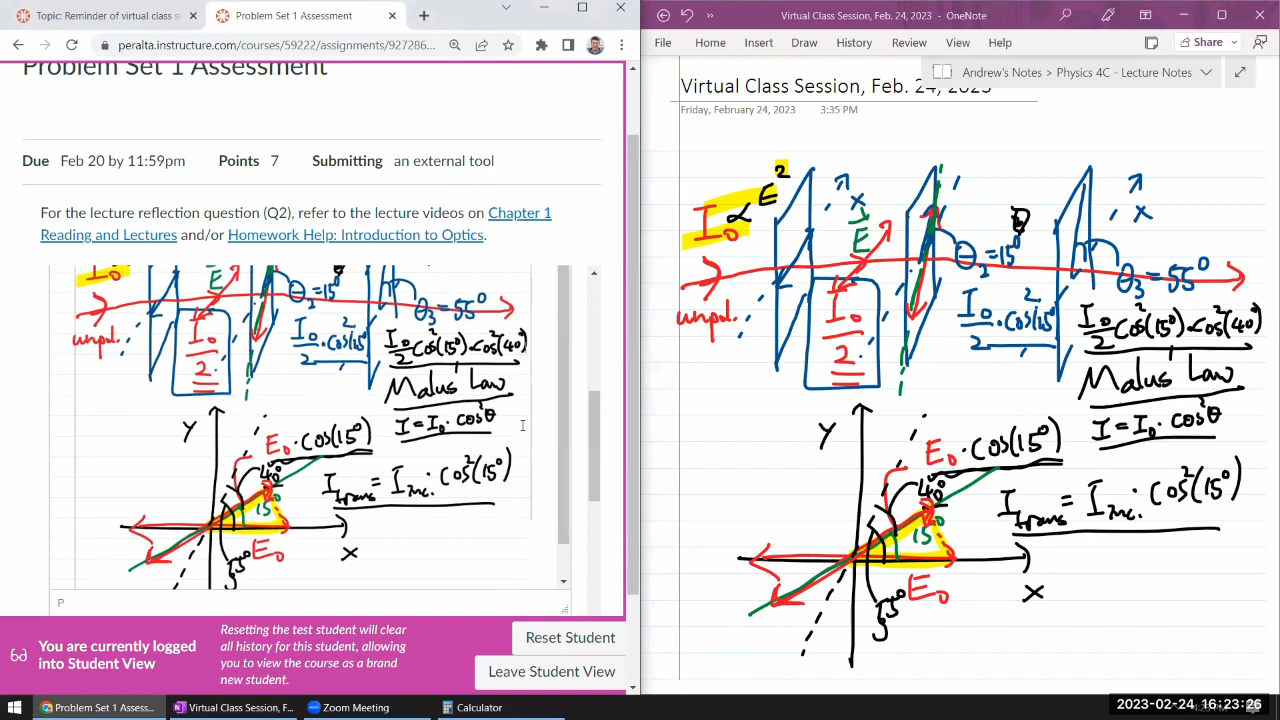 Topic: Reminder of virtual class s
Problem Set 1 Assessment
peralta.instructure.com/courses/59222/assignments/927286...
Problem Set 1 Assessment
Due Feb 20 by 11:59pm Points 7 Submitting an external tool
For the lecture reflection question (Q2), refer to the lecture videos on Chapter 1
Reading and Lectures and/or Homework Help: Introduction to Optics.
I₀
E
θ₂=15°
θ₃=55°
unpol.
I₀/2
I₀/2·cos²(15°)
I₀/2 cos²(15°)·cos²(40°)
Malus Law
I = I₀·cos²θ
Y
E₀·cos(15°)
40°
15°
I trans = I inc.·cos²(15°)
E₀
55°
X
P
You are currently logged
into Student View
Resetting the test student will clear
all history for this student, allowing
you to view the course as a brand
new student.
Reset Student
Leave Student View
Virtual Class Session, Feb. 24, 2023 - OneNote
File Home Insert Draw History Review View Help
Share
Andrew's Notes > Physics 4C - Lecture Notes
Virtual Class Session, Feb. 24, 2023
Friday, February 24, 2023 3:35 PM
I₀ ∝ E²
x
E
θ₂=15°
x
θ₃=55°
unpol.
I₀/2
I₀/2·cos²(15°)
I₀/2 cos²(15°)·cos²(40°)
Malus Law
I = I₀·cos²θ
Y
E₀·cos(15°)
40°
15°
I trans = I inc.·cos²(15°)
E₀
55°
X
Problem Set 1 Assess...
Virtual Class Session, F...
Zoom Meeting
Calculator
2023-02-24 16:23:26